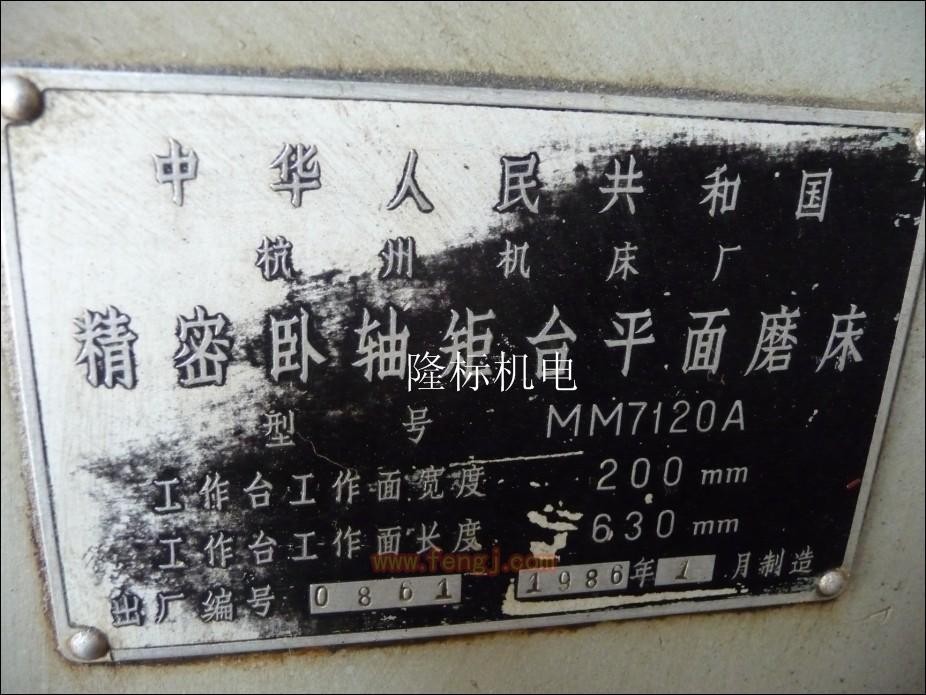 中华人民共和国
杭州机床厂
精密卧轴矩台平面磨床
隆标机电
型号 MM7120A
工作台工作面宽度 200 mm
工作台工作面长度 630 mm
www.fengj.com
出厂编号 0861 1986年1月制造